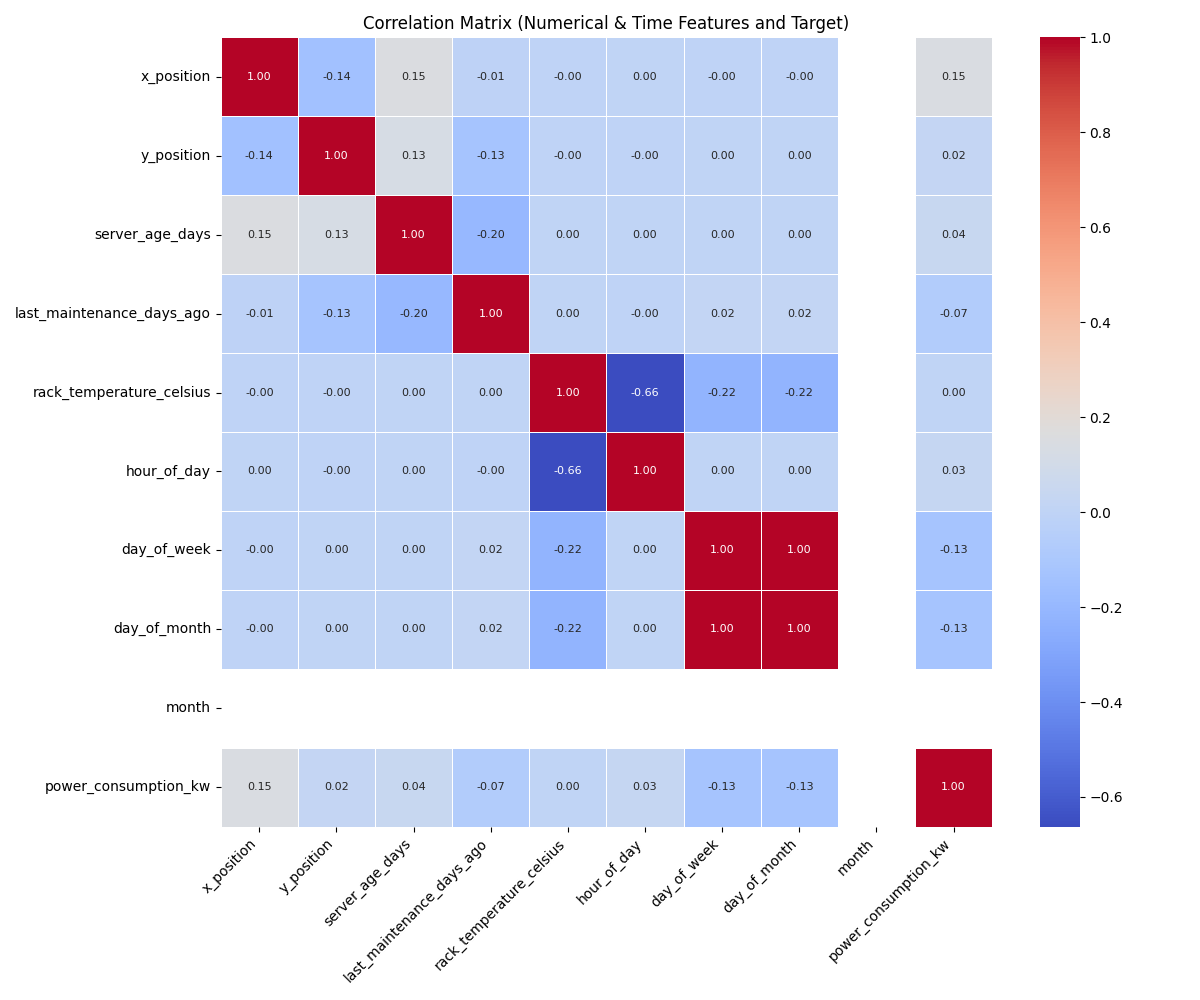 Correlation Matrix (Numerical & Time Features and Target)
x_position 1.00 -0.14 0.15 -0.01 -0.00 0.00 -0.00 -0.00 0.15
y_position -0.14 1.00 0.13 -0.13 -0.00 -0.00 0.00 0.00 0.02
server_age_days 0.15 0.13 1.00 -0.20 0.00 0.00 0.00 0.00 0.04
last_maintenance_days_ago -0.01 -0.13 -0.20 1.00 0.00 -0.00 0.02 0.02 -0.07
rack_temperature_celsius -0.00 -0.00 0.00 0.00 1.00 -0.66 -0.22 -0.22 0.00
hour_of_day 0.00 -0.00 0.00 -0.00 -0.66 1.00 0.00 0.00 0.03
day_of_week -0.00 0.00 0.00 0.02 -0.22 0.00 1.00 1.00 -0.13
day_of_month -0.00 0.00 0.00 0.02 -0.22 0.00 1.00 1.00 -0.13
month
power_consumption_kw 0.15 0.02 0.04 -0.07 0.00 0.03 -0.13 -0.13 1.00
x_position
y_position
server_age_days
last_maintenance_days_ago
rack_temperature_celsius
hour_of_day
day_of_week
day_of_month
month
power_consumption_kw
1.0
0.8
0.6
0.4
0.2
0.0
−0.2
−0.4
−0.6